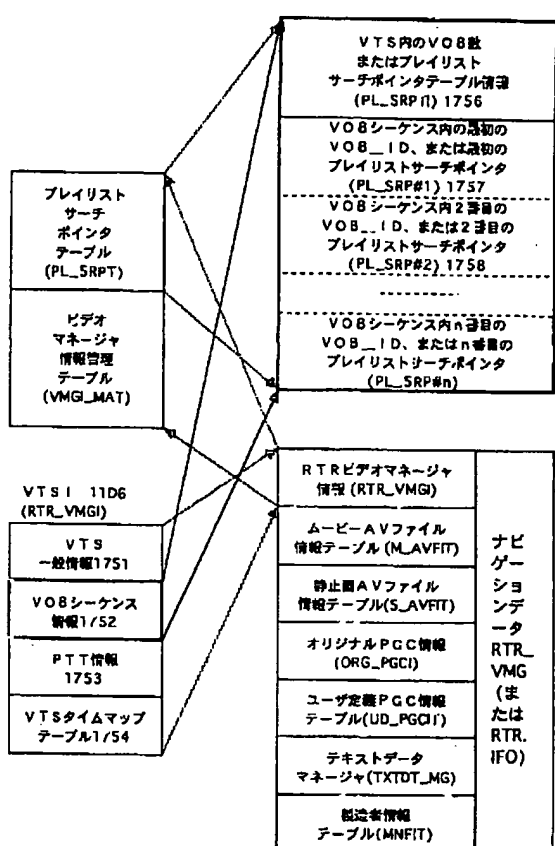 VTS内のVOB数
またはプレイリスト
サーチポインタテーブル情報
(PL_SRPTI) 1756
VOBシーケンス内の最初の
VOB__ID、または最初の
プレイリストサーチポインタ
(PL_SRP#1) 1757
VOBシーケンス内2番目の
VOB__ID、または2番目の
プレイリストサーチポインタ
(PL_SRP#2) 1758
VOBシーケンス内n番目の
VOB__ID、またはn番目の
プレイリストサーチポインタ
(PL_SRP#n)
プレイリスト
サーチ
ポインタ
テーブル
(PL_SRPT)
ビデオ
マネージャ
情報管理
テーブル
(VMGI_MAT)
VTSI 11D6
(RTR_VMGI)
VTS
一般情報1751
VOBシーケンス
情報1752
PTT情報
1753
VTSタイムマップ
テーブル1754
RTRビデオマネージャ
情報 (RTR_VMGI)
ムービーAVファイル
情報テーブル (M_AVFIT)
静止画AVファイル
情報テーブル(S_AVFIT)
オリジナルPGC情報
(ORG_PGCI)
ユーザ定義PGC情報
テーブル(UD_PGCIT)
テキストデータ
マネージャ(TXTDT_MG)
製造者情報
テーブル(MNFIT)
ナビ
ゲー
ショ
ンデ
ータ
RTR_
VMG
(ま
たは
RTR.
IFO)